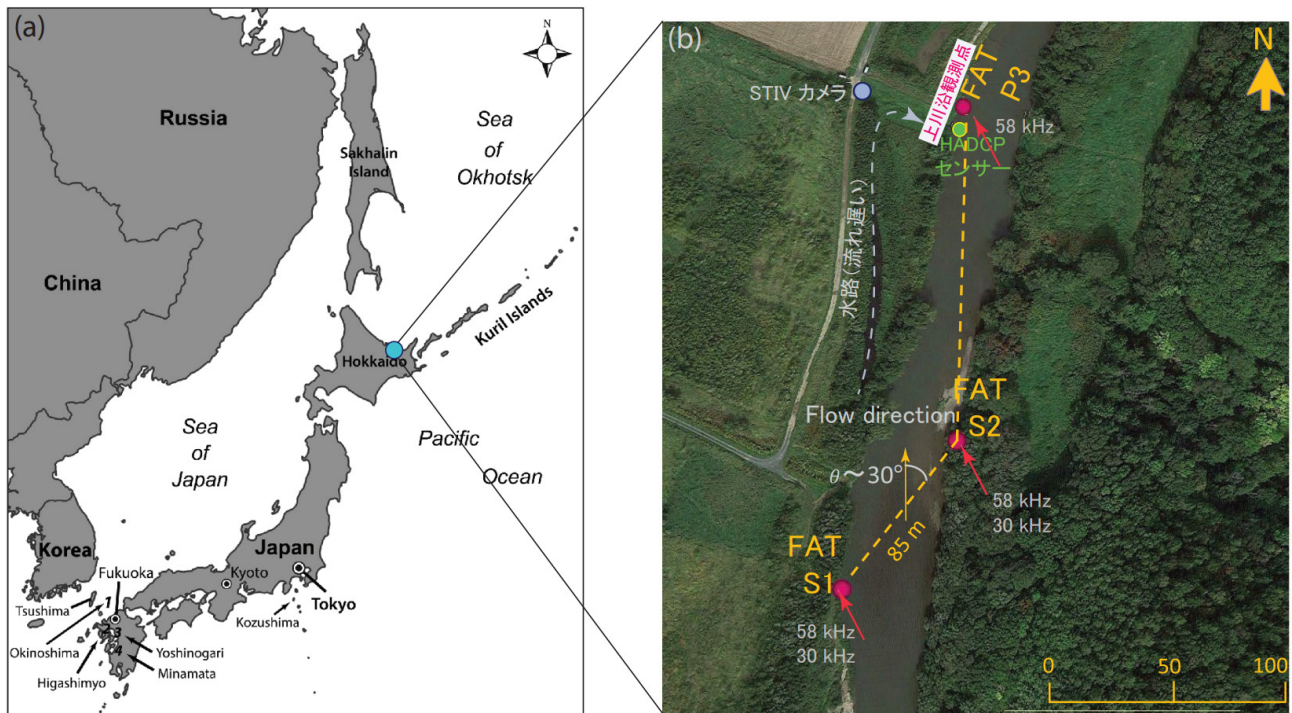 (a)
Russia
Sea
of
Okhotsk
Sakhalin
Island
China
Kuril Islands
Hokkaido
Sea
of
Japan
Pacific
Ocean
Korea
Japan
Fukuoka
Kyoto
Tokyo
Tsushima
1
Kozushima
2
3
Okinoshima
Yoshinogari
4
Minamata
Higashimyo
(b)
N
STIV カメラ
上川沿観測点
FAT
P3
58 kHz
HADCP
センサー
水路(流れ遅い)
FAT
S2
Flow direction
θ～30°
58 kHz
30 kHz
85 m
FAT
S1
58 kHz
30 kHz
0
50
100